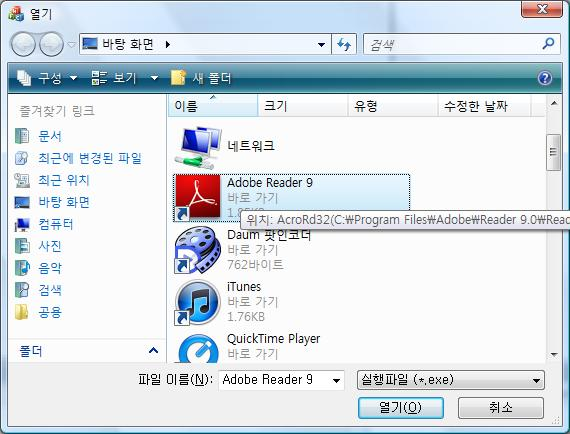 열기
바탕 화면
검색
구성 보기 새 폴더
즐겨찾기 링크
문서
최근에 변경된 파일
최근 위치
바탕 화면
컴퓨터
사진
음악
검색
공용
폴더
이름 크기 유형 수정한 날짜
네트워크
Adobe Reader 9
바로 가기
위치: AcroRd32(C:₩Program Files₩Adobe₩Reader 9.0₩Read
Daum 팟인코더
바로 가기
762바이트
iTunes
바로 가기
1.76KB
QuickTime Player
바로 가기
파일 이름(N): Adobe Reader 9 실행파일 (*.exe)
열기(O) 취소